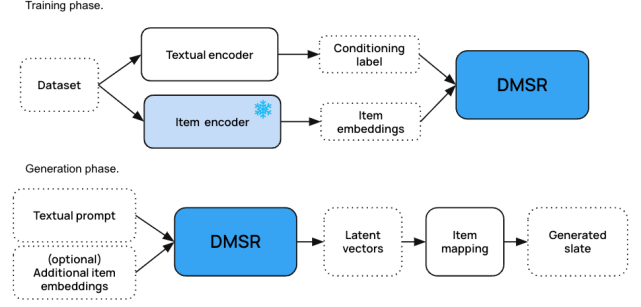 Training phase.
Dataset
Textual encoder
Item encoder
Conditioning
label
Item
embeddings
DMSR
Generation phase.
Textual prompt
(optional)
Additional item
embeddings
DMSR
Latent
vectors
Item
mapping
Generated
slate